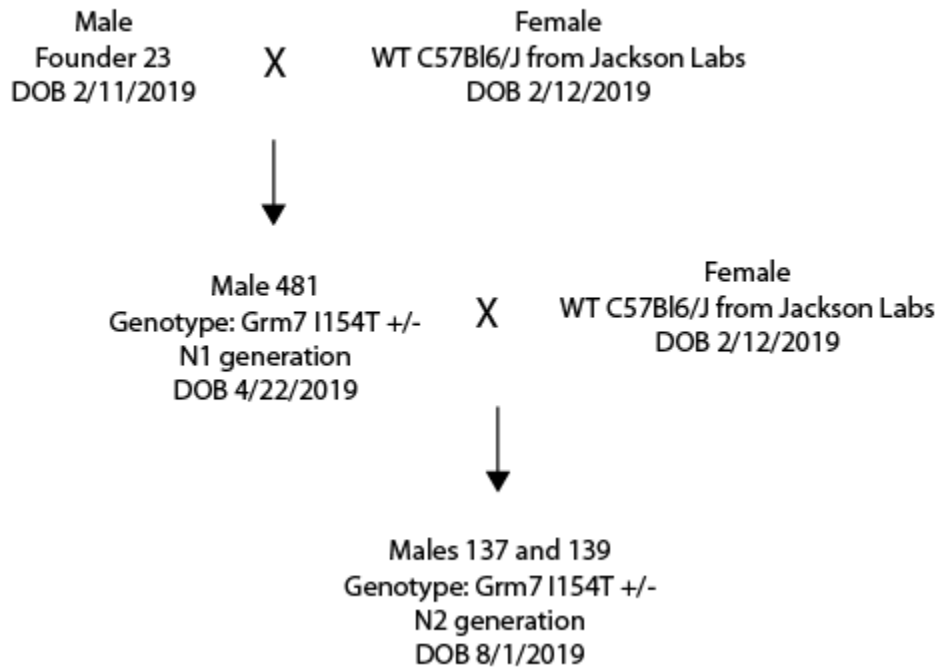 Male
Founder 23
DOB 2/11/2019
X
Female
WT C57Bl6/J from Jackson Labs
DOB 2/12/2019
Male 481
Genotype: Grm7 I154T +/-
N1 generation
DOB 4/22/2019
X
Female
WT C57Bl6/J from Jackson Labs
DOB 2/12/2019
Males 137 and 139
Genotype: Grm7 I154T +/-
N2 generation
DOB 8/1/2019